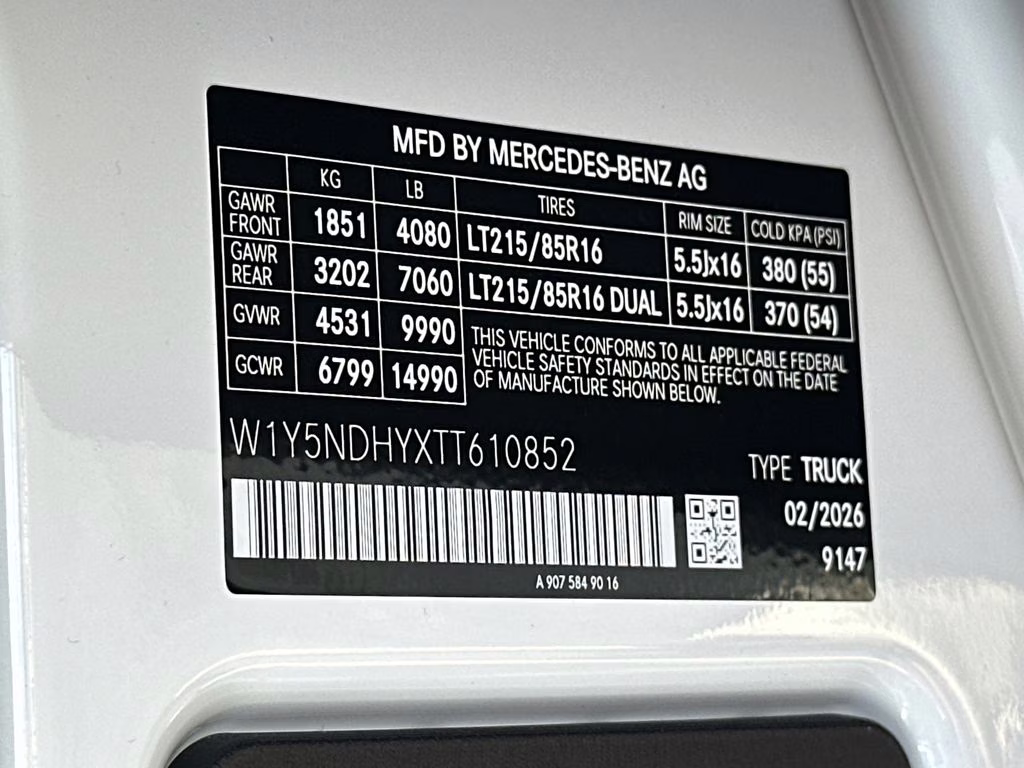 MFD BY MERCEDES-BENZ AG
KG LB TIRES RIM SIZE COLD KPA (PSI)
GAWR FRONT 1851 4080 LT215/85R16 5.5Jx16 380 (55)
GAWR REAR 3202 7060 LT215/85R16 DUAL 5.5Jx16 370 (54)
GVWR 4531 9990
GCWR 6799 14990
THIS VEHICLE CONFORMS TO ALL APPLICABLE FEDERAL
VEHICLE SAFETY STANDARDS IN EFFECT ON THE DATE
OF MANUFACTURE SHOWN BELOW.
W1Y5NDHYXTT610852
TYPE TRUCK
02/2026
9147
A 907 584 90 16